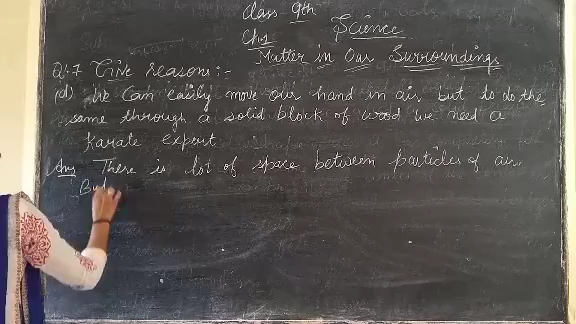 Class 9th
Ch:1 Science
Matter in Our Surroundings
Q:7 Give reasons:-
(d) We Can easily move our hand in air but to do the
same through a solid block of wood we need a
Karate expert
Ans There is lot of space between particles of air.
But